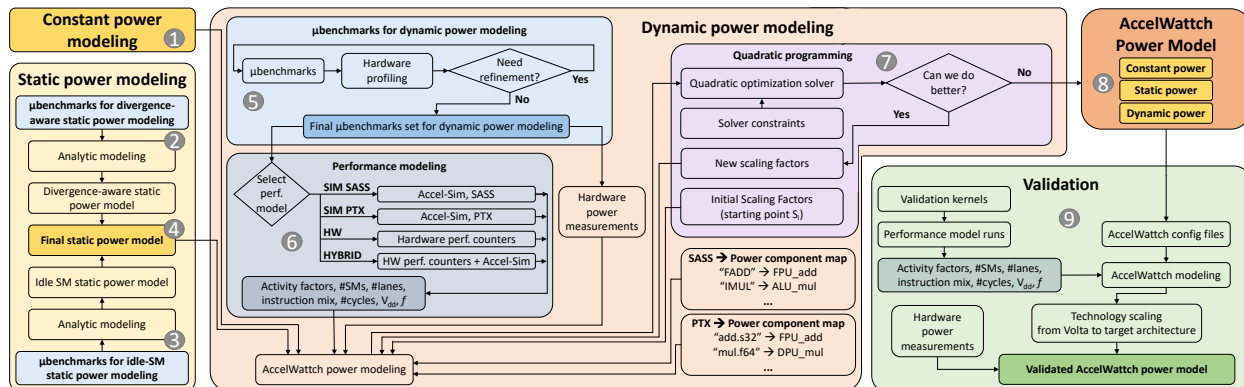 Constant power
modeling
1
Static power modeling
μbenchmarks for divergence-
aware static power modeling
2
Analytic modeling
Divergence-aware static
power model
Final static power model
4
Idle SM static power model
Analytic modeling
3
μbenchmarks for idle-SM
static power modeling
Dynamic power modeling
μbenchmarks for dynamic power modeling
μbenchmarks
Hardware
profiling
Need
refinement?
Yes
No
5
Final μbenchmarks set for dynamic power modeling
Performance modeling
Select
perf.
model
SIM SASS
Accel-Sim, SASS
SIM PTX
Accel-Sim, PTX
HW
Hardware perf. counters
HYBRID
HW perf. counters + Accel-Sim
6
Activity factors, #SMs, #lanes,
instruction mix, #cycles, Vdd, f
Hardware
power
measurements
AccelWattch power modeling
Quadratic programming
7
Quadratic optimization solver
Can we do
better?
No
Yes
Solver constraints
New scaling factors
Initial Scaling Factors
(starting point Si)
SASS → Power component map
"FADD" → FPU_add
"IMUL" → ALU_mul
...
PTX → Power component map
"add.s32" → FPU_add
"mul.f64" → DPU_mul
...
AccelWattch
Power Model
8
Constant power
Static power
Dynamic power
Validation
9
Validation kernels
Performance model runs
Activity factors, #SMs, #lanes,
instruction mix, #cycles, Vdd, f
Hardware
power
measurements
AccelWattch config files
AccelWattch modeling
Technology scaling
from Volta to target architecture
Validated AccelWattch power model